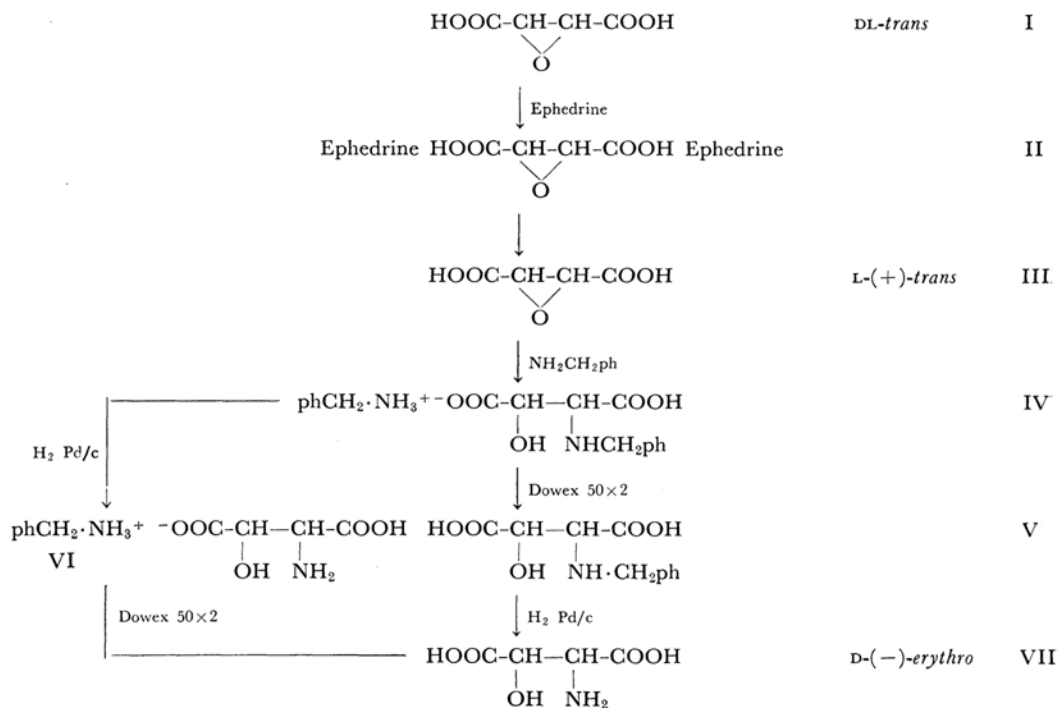 HOOC-CH-CH-COOH DL-trans I
O
Ephedrine
Ephedrine HOOC-CH-CH-COOH Ephedrine II
O
HOOC-CH-CH-COOH L-(+)-trans III
O
NH₂CH₂ph
phCH₂·NH₃⁺⁻OOC-CH—CH-COOH IV
OH NHCH₂ph
H₂ Pd/c
Dowex 50×2
phCH₂·NH₃⁺ ⁻OOC-CH—CH-COOH HOOC-CH—CH-COOH V
VI
OH NH₂ OH NH·CH₂ph
Dowex 50×2
H₂ Pd/c
HOOC-CH—CH-COOH D-(−)-erythro VII
OH NH₂